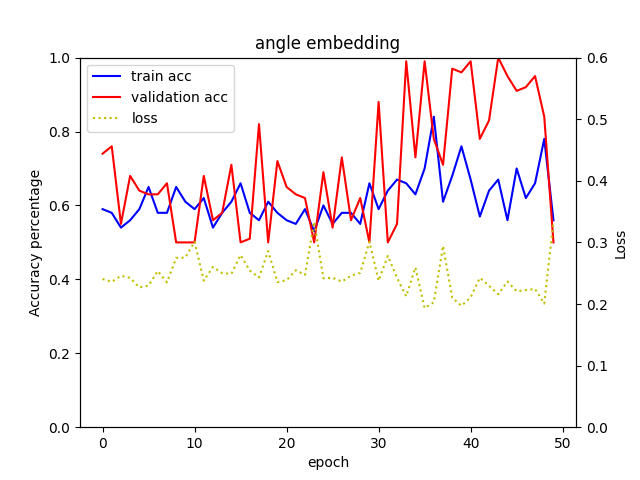 angle embedding
train acc
validation acc
loss
1.0
0.8
0.6
0.4
0.2
0.0
Accuracy percentage
0.6
0.5
0.4
0.3
0.2
0.1
0.0
Loss
0 10 20 30 40 50
epoch